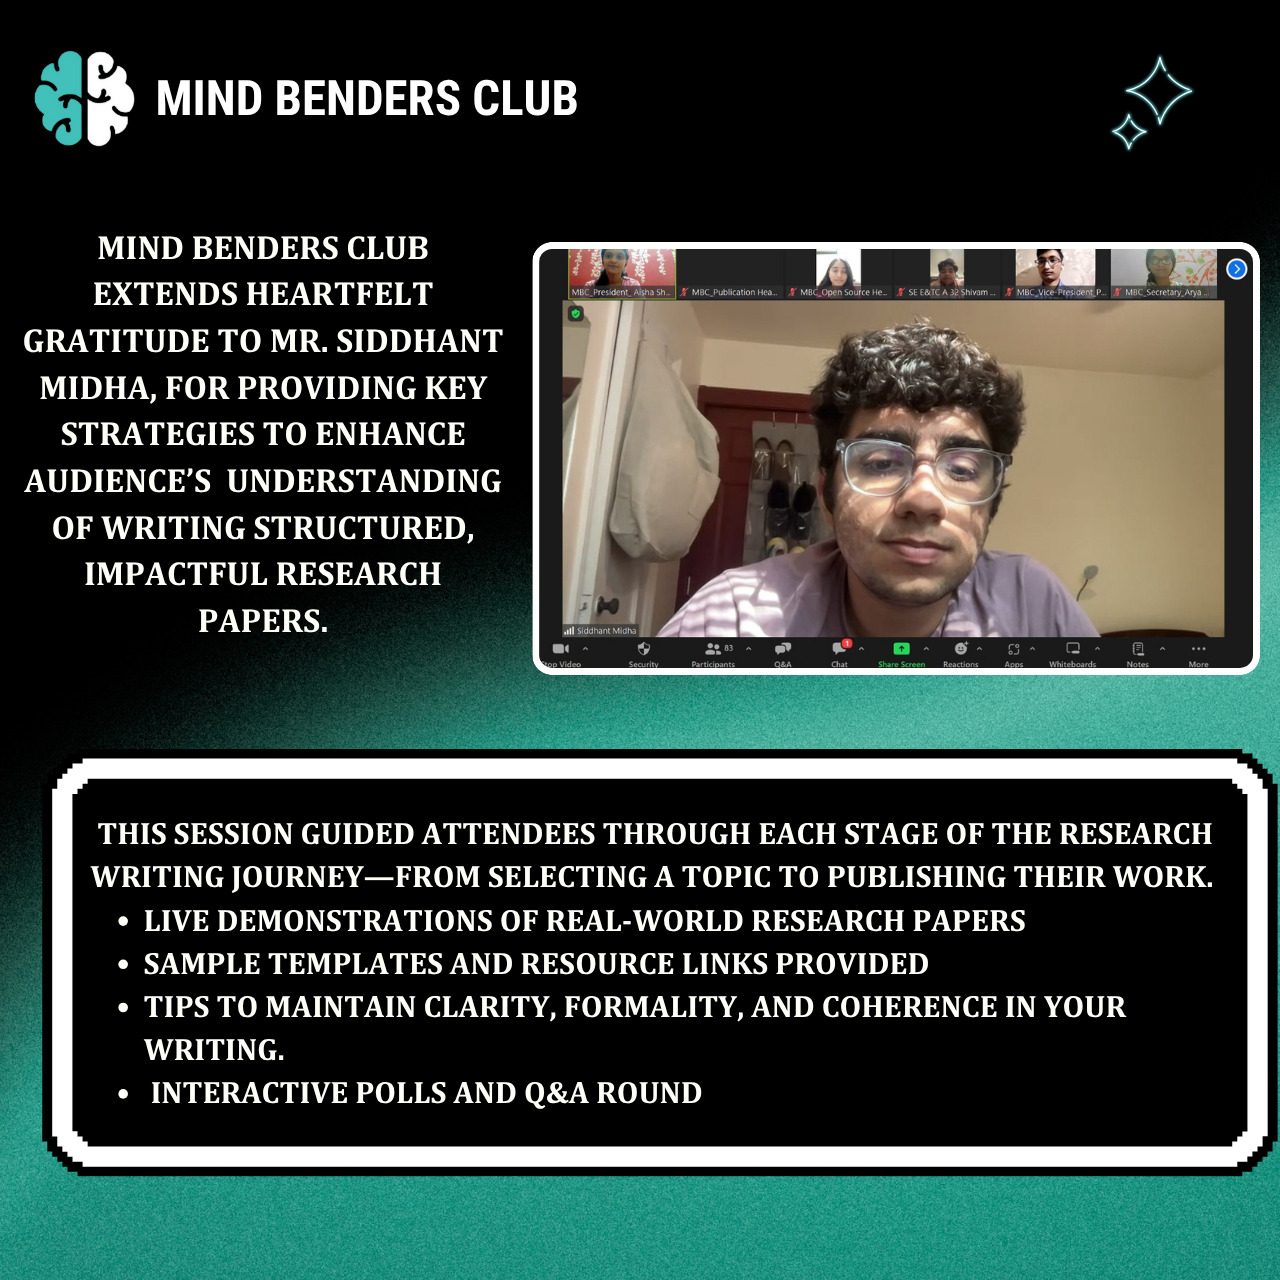 MIND BENDERS CLUB
MIND BENDERS CLUB
EXTENDS HEARTFELT
GRATITUDE TO MR. SIDDHANT
MIDHA, FOR PROVIDING KEY
STRATEGIES TO ENHANCE
AUDIENCE’S UNDERSTANDING
OF WRITING STRUCTURED,
IMPACTFUL RESEARCH
PAPERS.
MBC_President_ Aisha Sh... MBC_Publication Hea... MBC_Open Source He... SE E&TC A 32 Shivam ... MBC_Vice-President_P... MBC_Secretary_Arya ...
Siddhant Midha
83 1
top Video Security Participants Q&A Chat Share Screen Reactions Apps Whiteboards Notes More
THIS SESSION GUIDED ATTENDEES THROUGH EACH STAGE OF THE RESEARCH
WRITING JOURNEY—FROM SELECTING A TOPIC TO PUBLISHING THEIR WORK.
• LIVE DEMONSTRATIONS OF REAL-WORLD RESEARCH PAPERS
• SAMPLE TEMPLATES AND RESOURCE LINKS PROVIDED
• TIPS TO MAINTAIN CLARITY, FORMALITY, AND COHERENCE IN YOUR
WRITING.
• INTERACTIVE POLLS AND Q&A ROUND